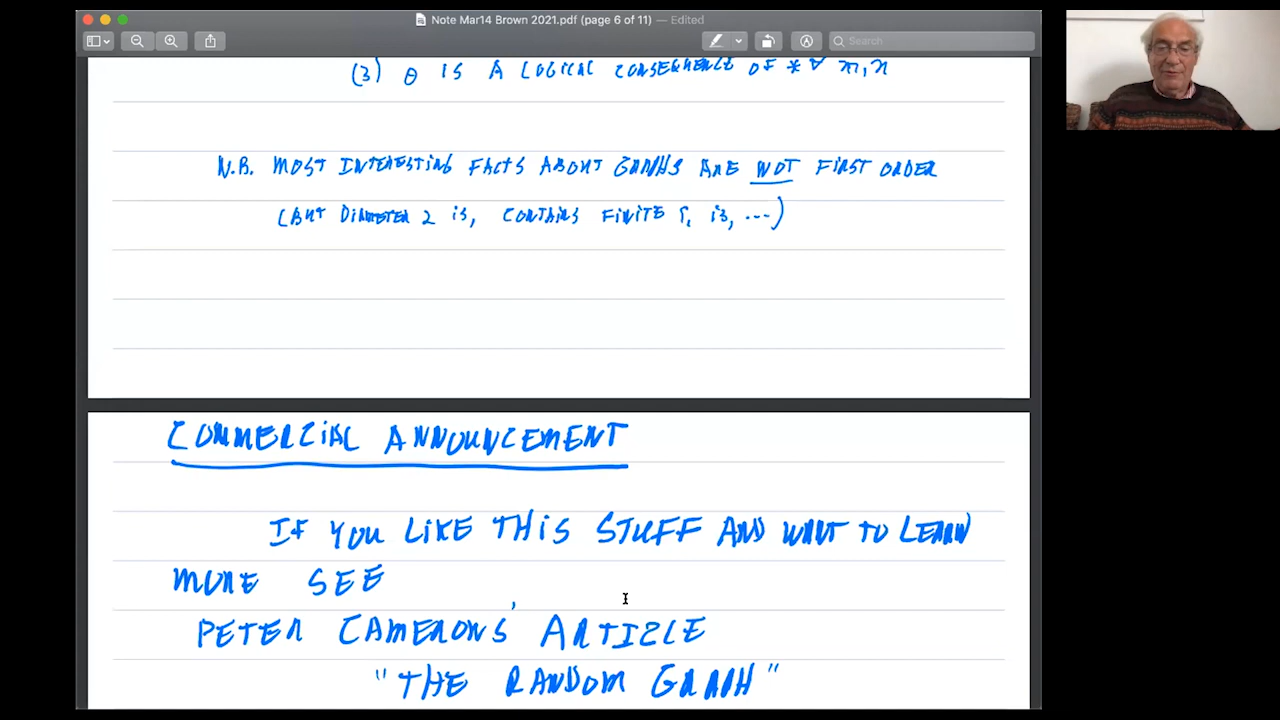 Note Mar14 Brown 2021.pdf (page 6 of 11) — Edited
Search
(3) θ IS A LOGICAL CONSEQUENCE OF * ∀ m, n
N.B. MOST INTERESTING FACTS ABOUT GRAPHS ARE NOT FIRST ORDER
(BUT DIAMETER 2 IS, CONTAINS FINITE Γ, IS, ...)
COMMERCIAL ANNOUNCEMENT
IF YOU LIKE THIS STUFF AND WANT TO LEARN
MORE SEE
PETER CAMERONS' ARTICLE
"THE RANDOM GRAPH"